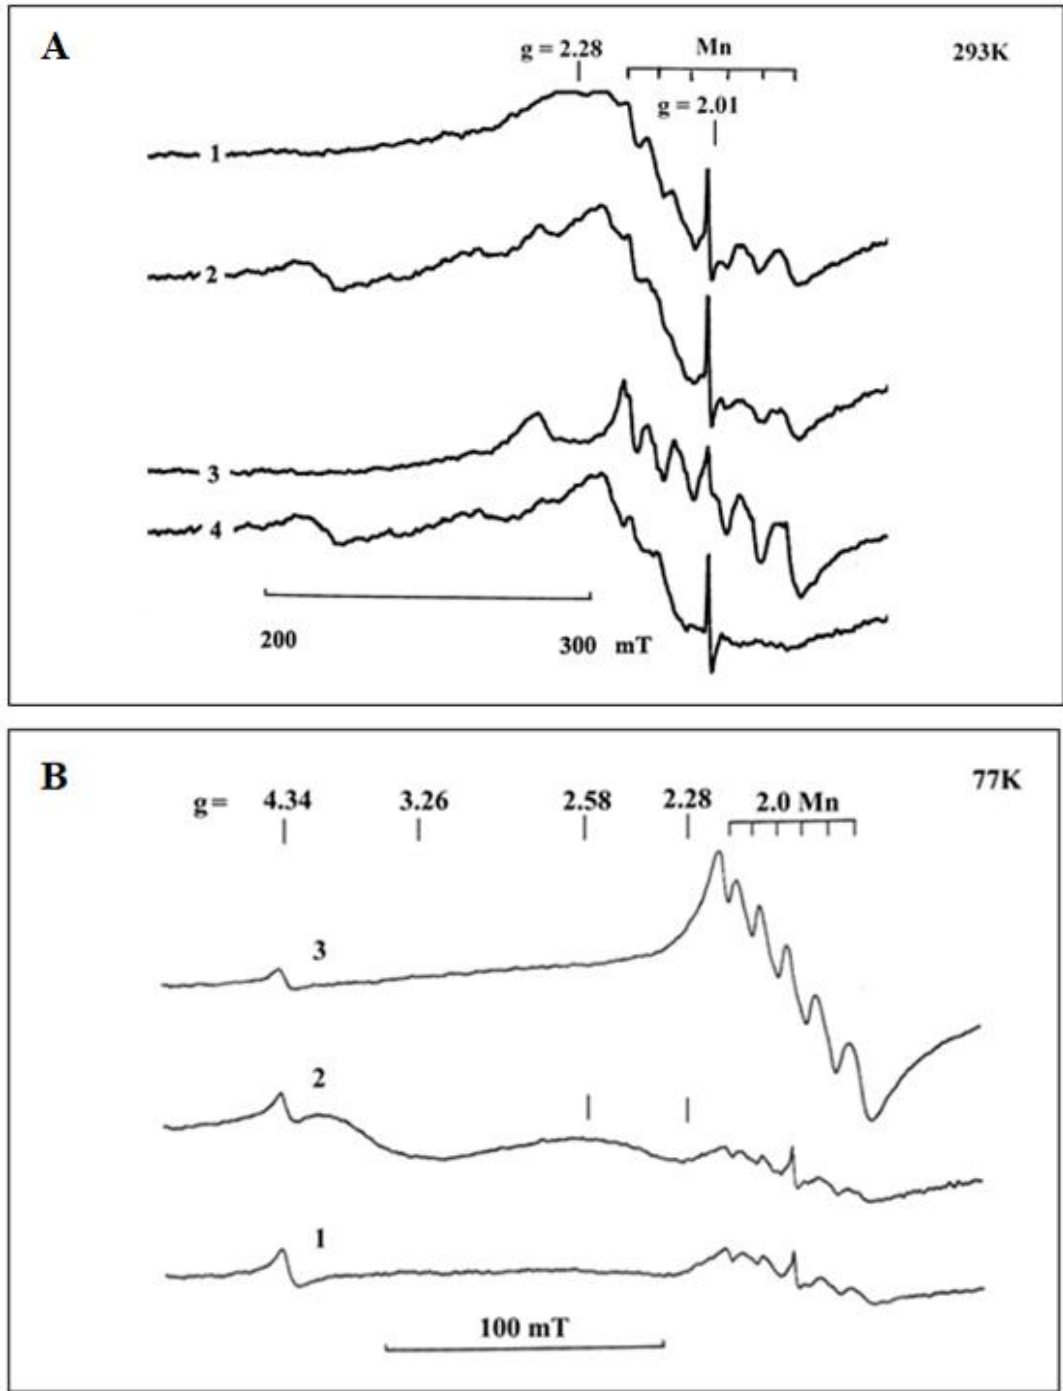 A
g = 2.28
Mn
293K
g = 2.01
1
2
3
4
200
300 mT
B
77K
g = 4.34 3.26 2.58 2.28 2.0 Mn
3
2
1
100 mT